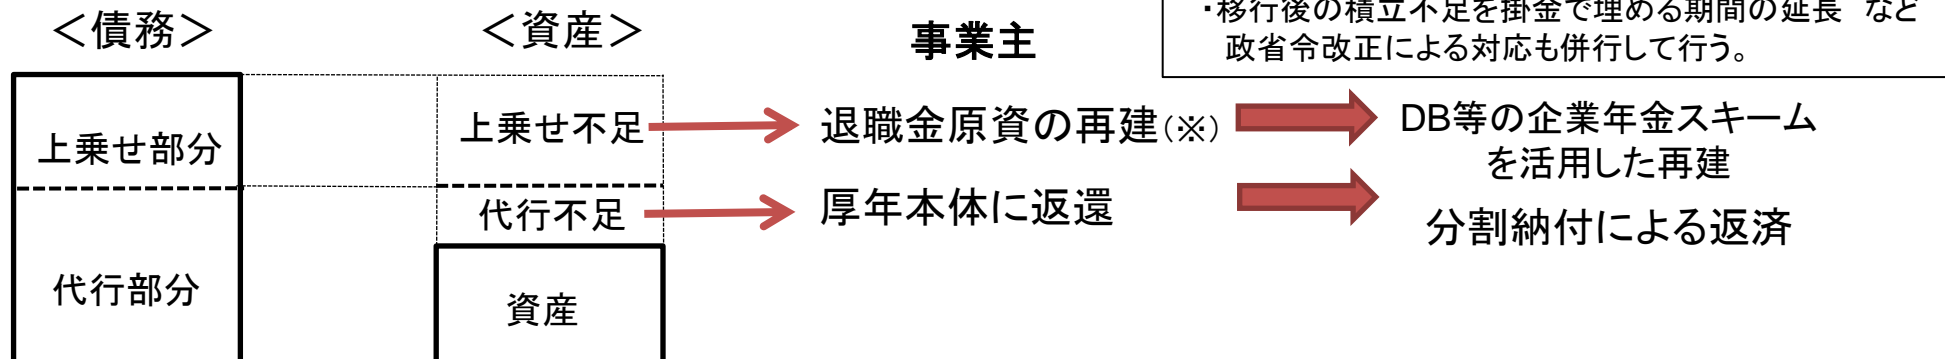 ・移行後の積立不足を掛金で埋める期間の延長 など
政省令改正による対応も併行して行う。
＜債務＞
＜資産＞
事業主
上乗せ部分
代行部分
上乗せ不足
代行不足
資産
退職金原資の再建(※)
厚年本体に返還
DB等の企業年金スキーム
を活用した再建
分割納付による返済